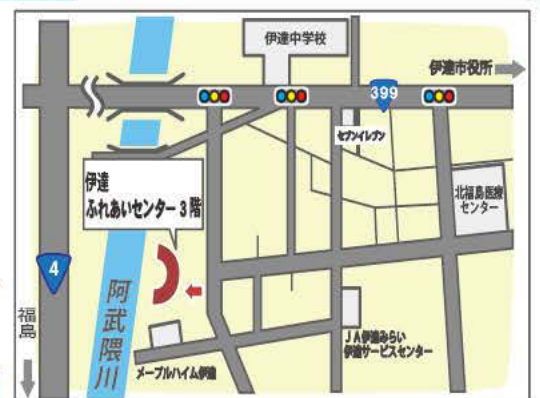 伊達中学校
伊達市役所
399
セブンイレブン
伊達
ふれあいセンター3階
北福島医療
センター
4
阿武隈川
福島
JA伊達みらい
伊達サービスセンター
メープルハイム伊達